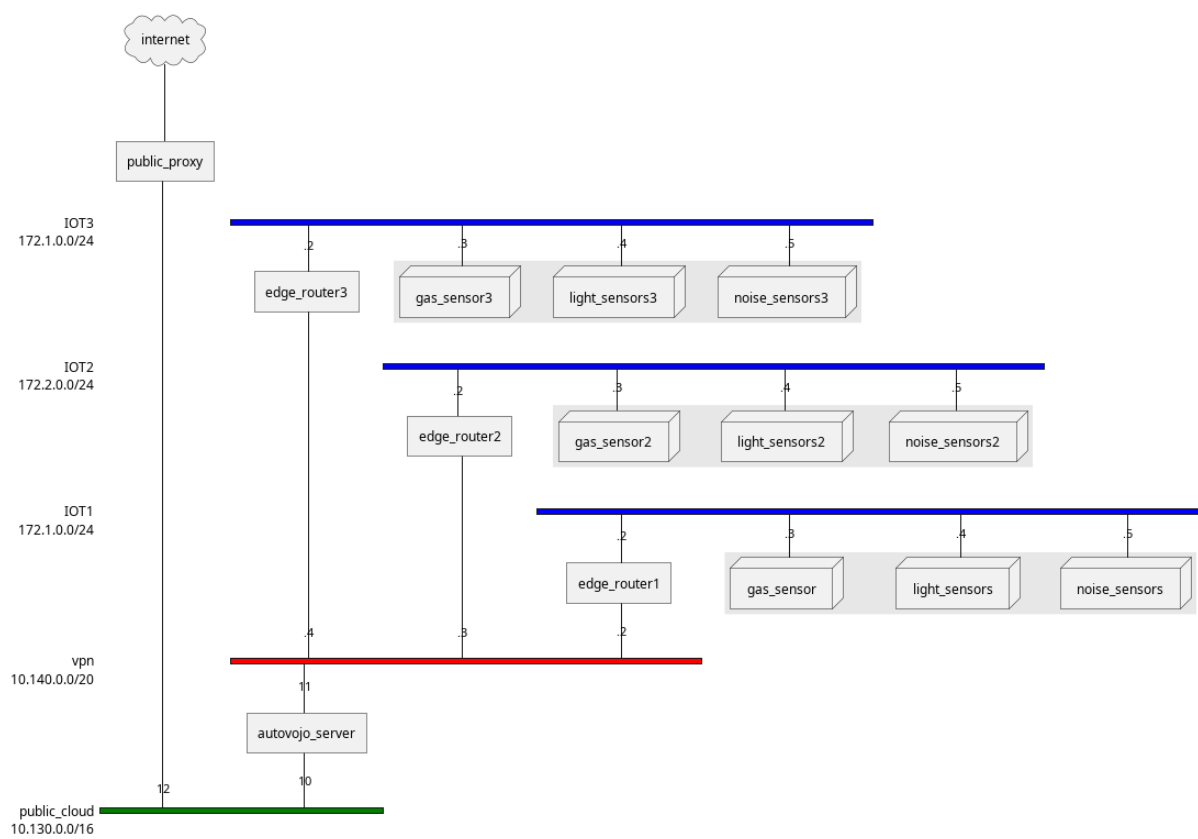 internet
public_proxy
IOT3
172.1.0.0/24
.2
.3
.4
.5
edge_router3
gas_sensor3
light_sensors3
noise_sensors3
IOT2
172.2.0.0/24
.2
.3
.4
.5
edge_router2
gas_sensor2
light_sensors2
noise_sensors2
IOT1
172.1.0.0/24
.2
.3
.4
.5
edge_router1
gas_sensor
light_sensors
noise_sensors
.4
.3
.2
vpn
10.140.0.0/20
11
autovojo_server
12
10
public_cloud
10.130.0.0/16